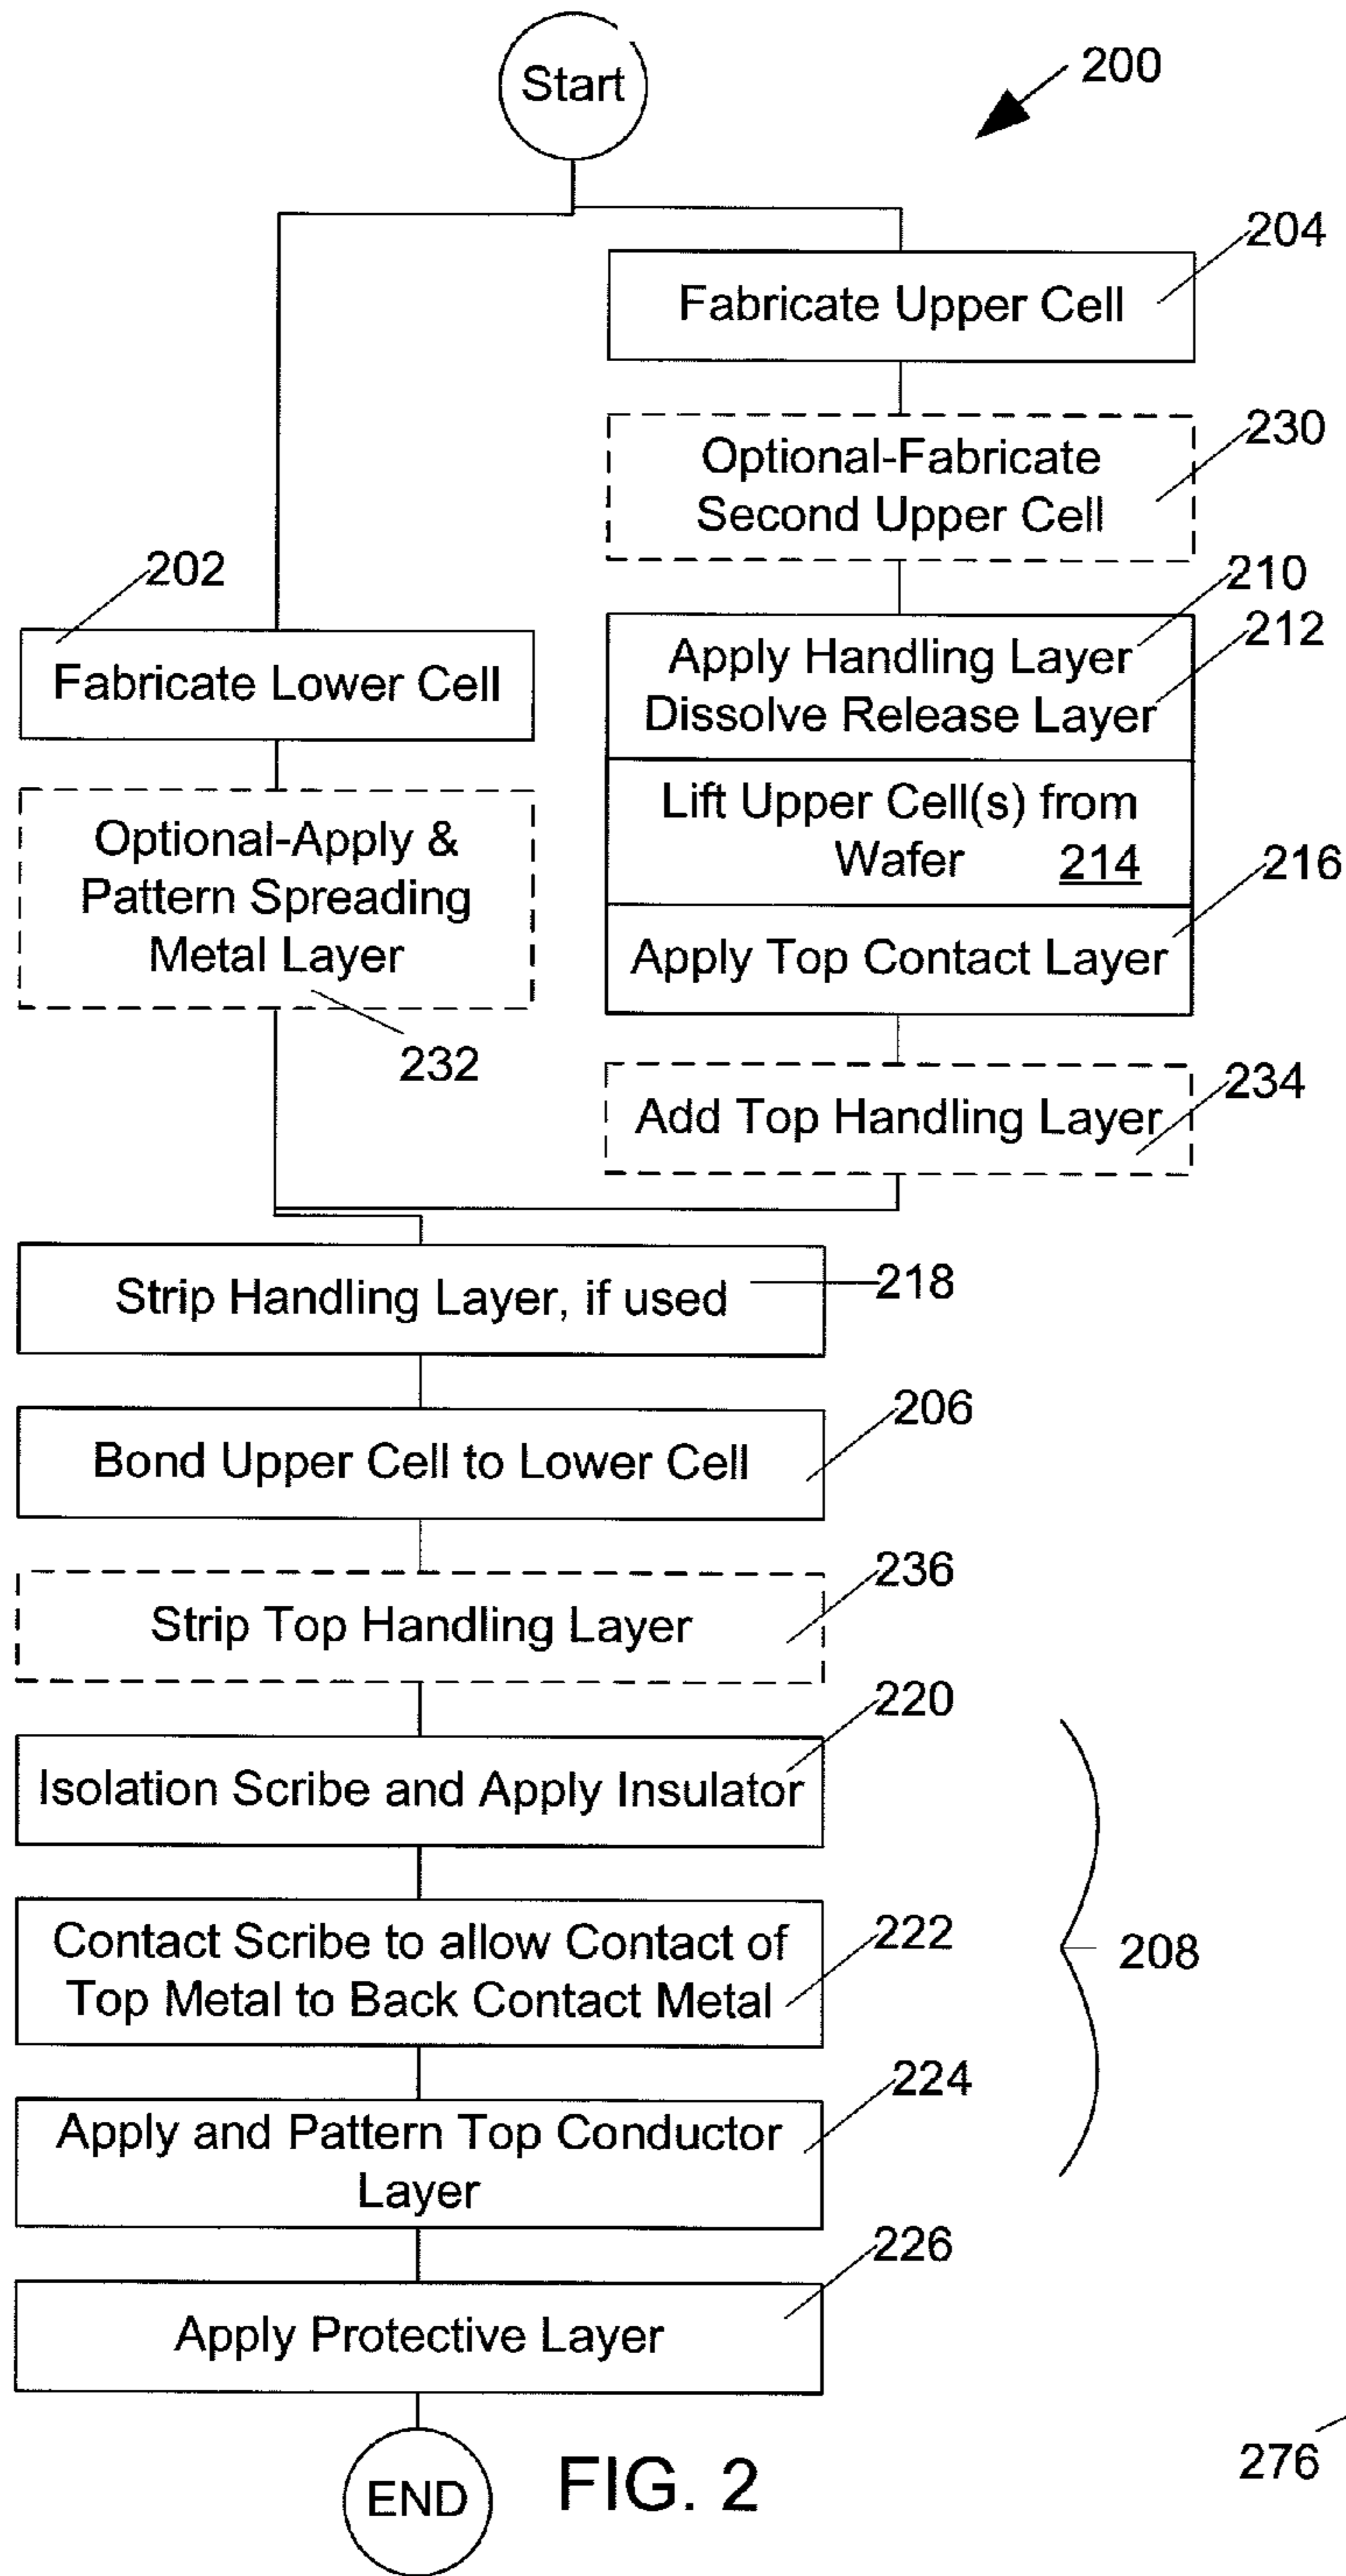 Start
200
204
Fabricate Upper Cell
230
Optional-Fabricate
Second Upper Cell
202
Fabricate Lower Cell
210
212
Apply Handling Layer
Dissolve Release Layer
Lift Upper Cell(s) from
Wafer 214
216
Apply Top Contact Layer
Optional-Apply &
Pattern Spreading
Metal Layer
232
234
Add Top Handling Layer
Strip Handling Layer, if used
218
206
Bond Upper Cell to Lower Cell
236
Strip Top Handling Layer
220
Isolation Scribe and Apply Insulator
Contact Scribe to allow Contact of
Top Metal to Back Contact Metal
222
208
224
Apply and Pattern Top Conductor
Layer
226
Apply Protective Layer
276
END
FIG. 2